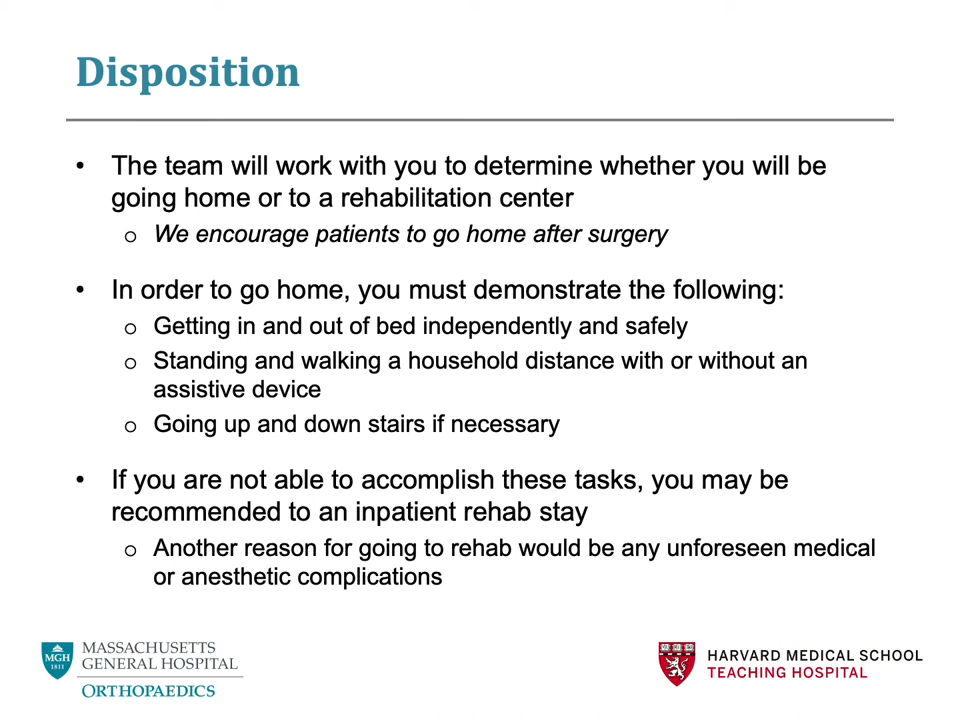 Disposition
• The team will work with you to determine whether you will be
going home or to a rehabilitation center
o We encourage patients to go home after surgery
• In order to go home, you must demonstrate the following:
o Getting in and out of bed independently and safely
o Standing and walking a household distance with or without an
assistive device
o Going up and down stairs if necessary
• If you are not able to accomplish these tasks, you may be
recommended to an inpatient rehab stay
o Another reason for going to rehab would be any unforeseen medical
or anesthetic complications
MGH
1811
MASSACHUSETTS
GENERAL HOSPITAL
ORTHOPAEDICS
HARVARD MEDICAL SCHOOL
TEACHING HOSPITAL